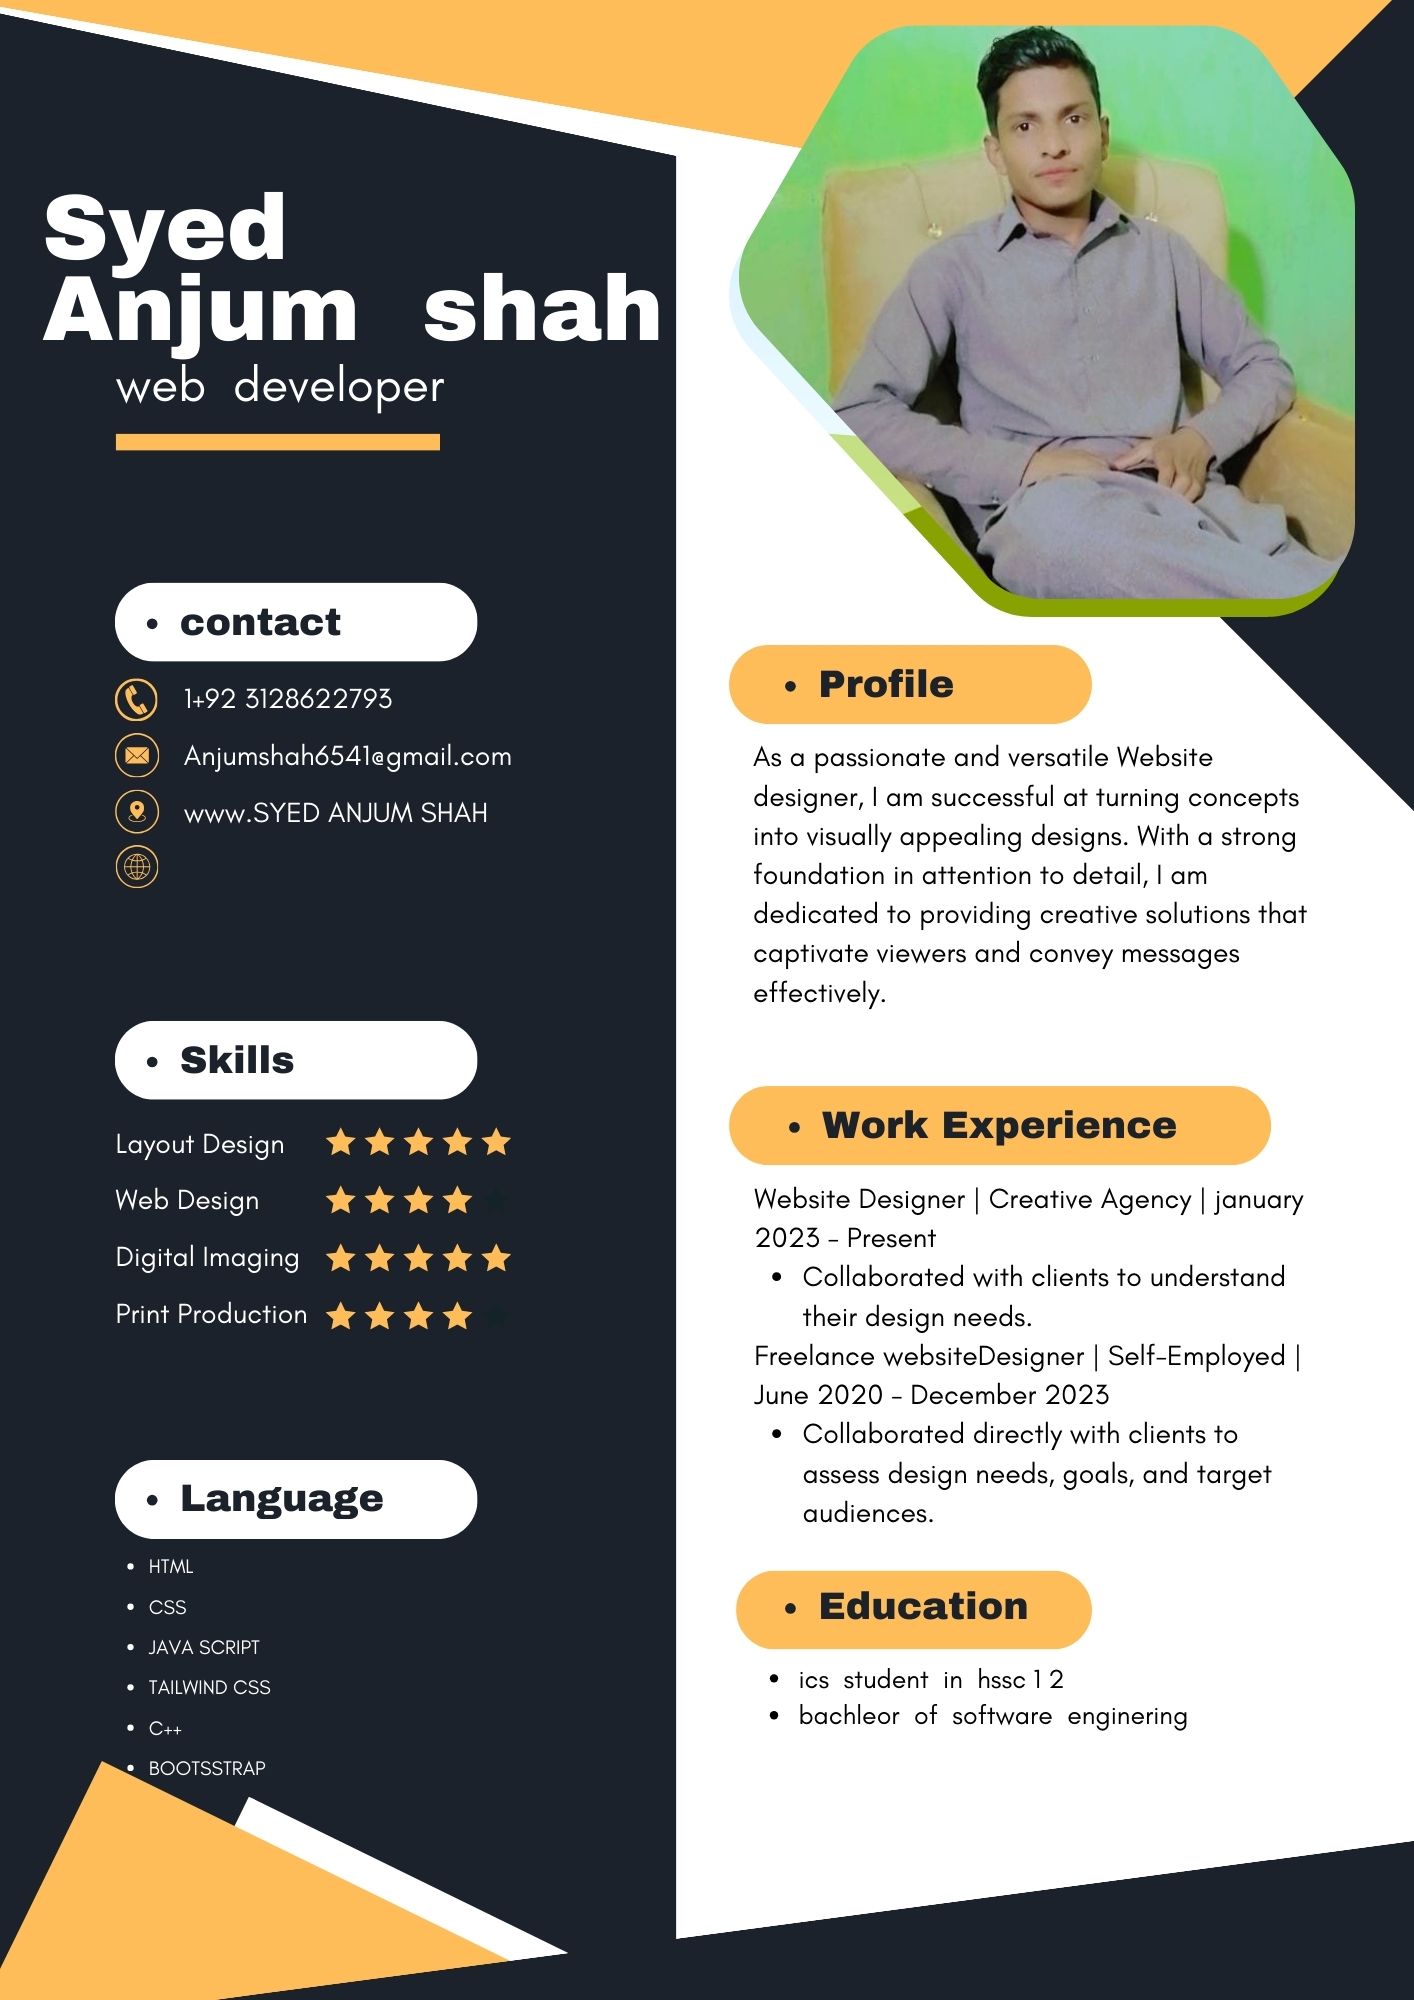 Syed
Anjum shah
web developer
contact
1+92 3128622793
Anjumshah6541@gmail.com
www.SYED ANJUM SHAH
Skills
Layout Design
Web Design
Digital Imaging
Print Production
Language
HTML
CSS
JAVA SCRIPT
TAILWIND CSS
C++
BOOTSSTRAP
Profile
As a passionate and versatile Website
designer, I am successful at turning concepts
into visually appealing designs. With a strong
foundation in attention to detail, I am
dedicated to providing creative solutions that
captivate viewers and convey messages
effectively.
Work Experience
Website Designer | Creative Agency | january
2023 - Present
Collaborated with clients to understand
their design needs.
Freelance websiteDesigner | Self-Employed |
June 2020 - December 2023
Collaborated directly with clients to
assess design needs, goals, and target
audiences.
Education
ics student in hssc 1 2
bachleor of software enginering